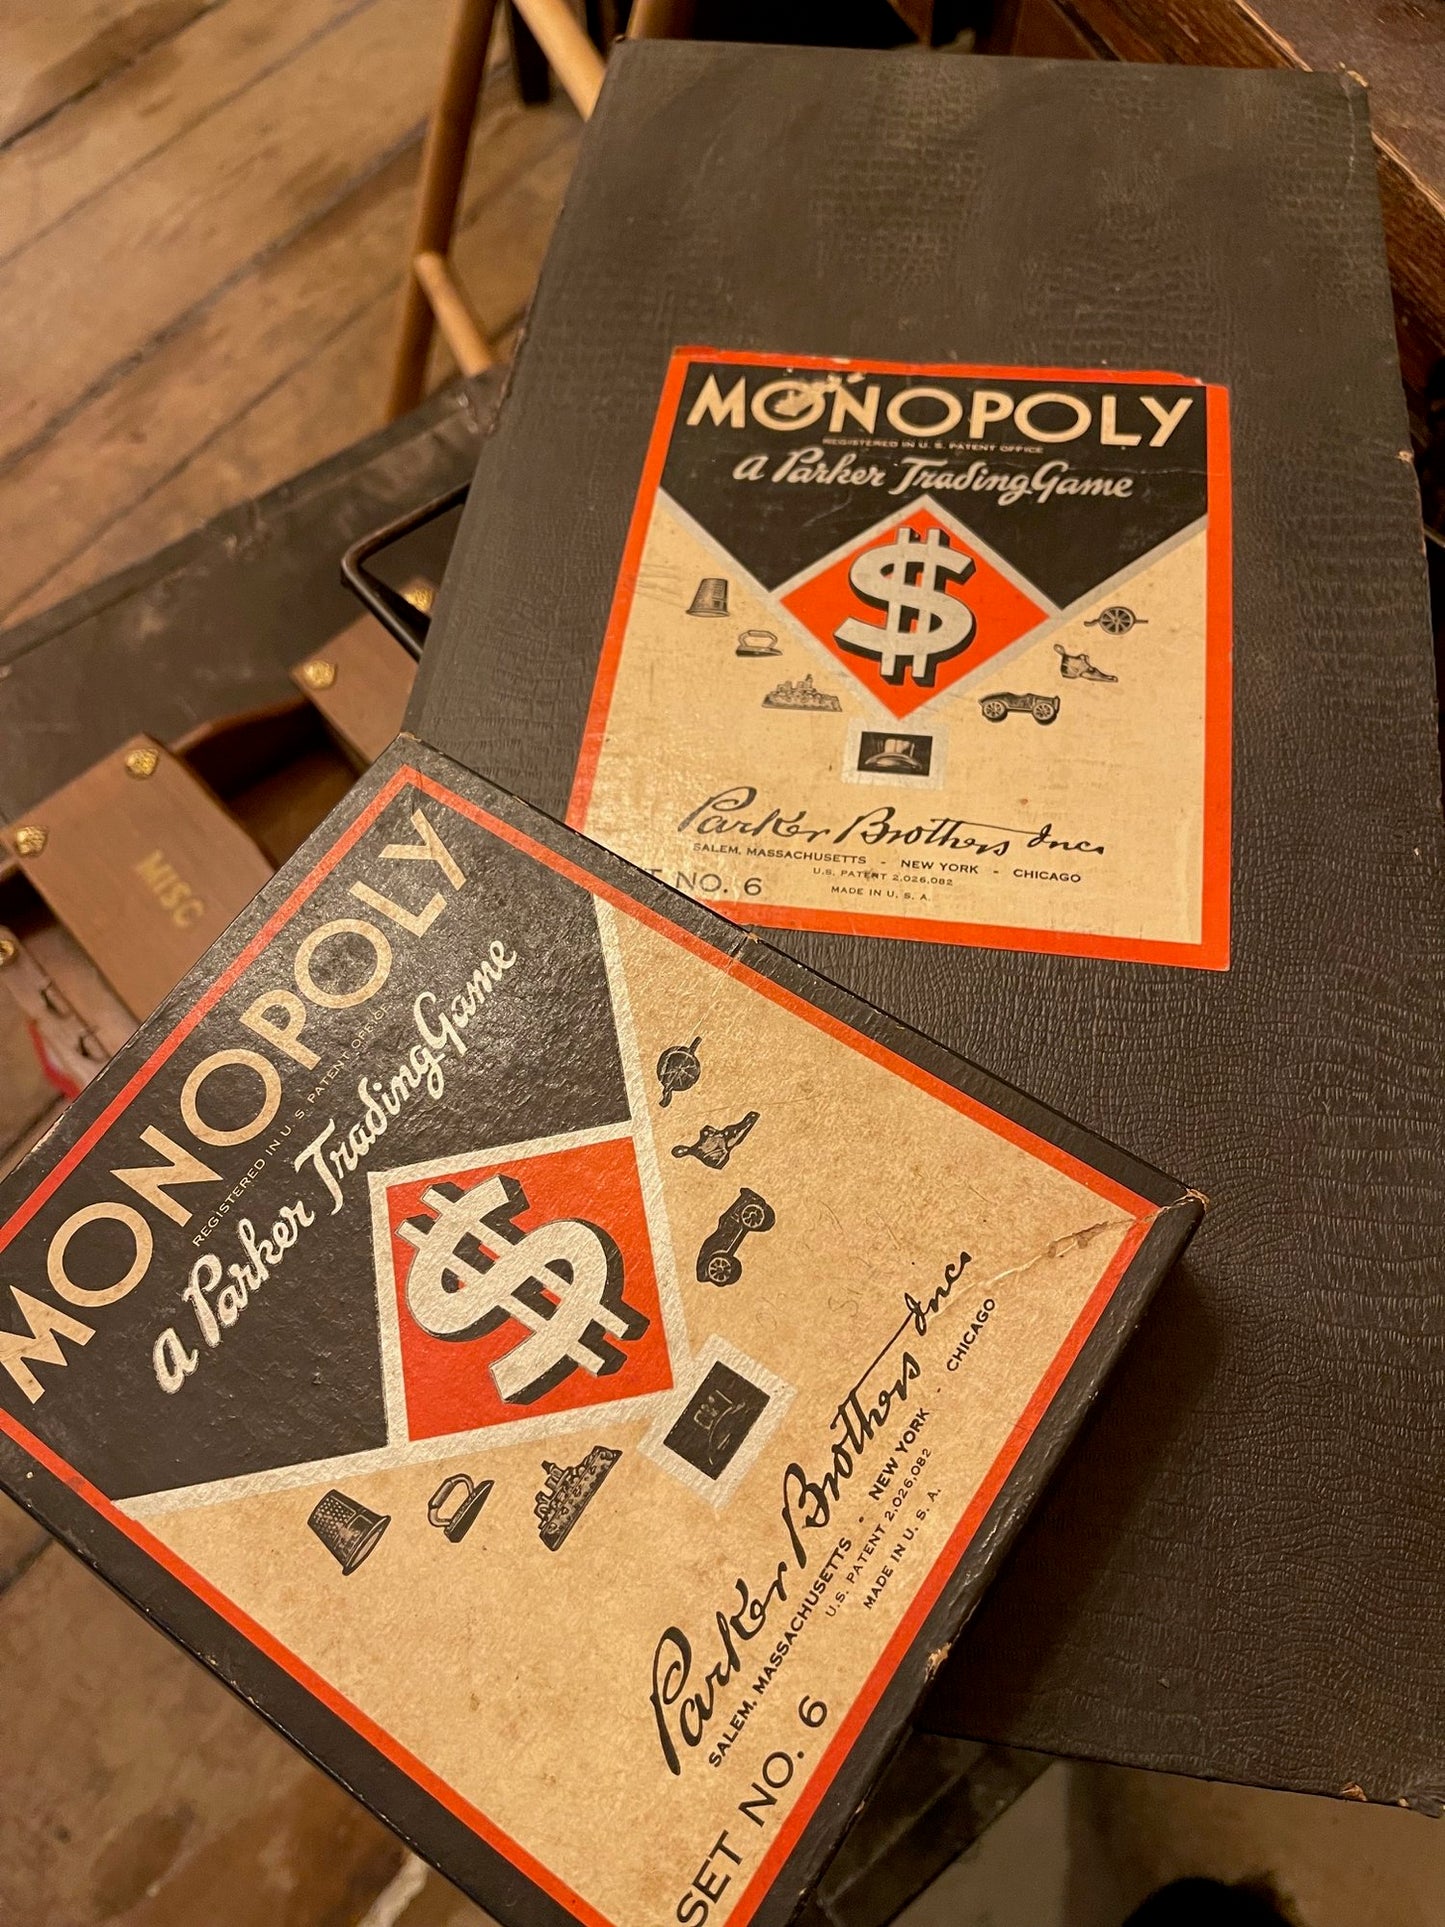 MONOPOLY
REGISTERED IN U. S. PATENT OFFICE
A Parker Trading Game
$
Parker Brothers Inc.
SALEM, MASSACHUSETTS - NEW YORK - CHICAGO
U.S. PATENT 2,026,082
MADE IN U. S. A.
NO. 6
MISC
MONOPOLY
REGISTERED IN U. S. PATENT OFFICE
A Parker Trading Game
$
Parker Brothers Inc.
SALEM, MASSACHUSETTS - NEW YORK - CHICAGO
U.S. PATENT 2,026,082
MADE IN U. S. A.
SET NO. 6